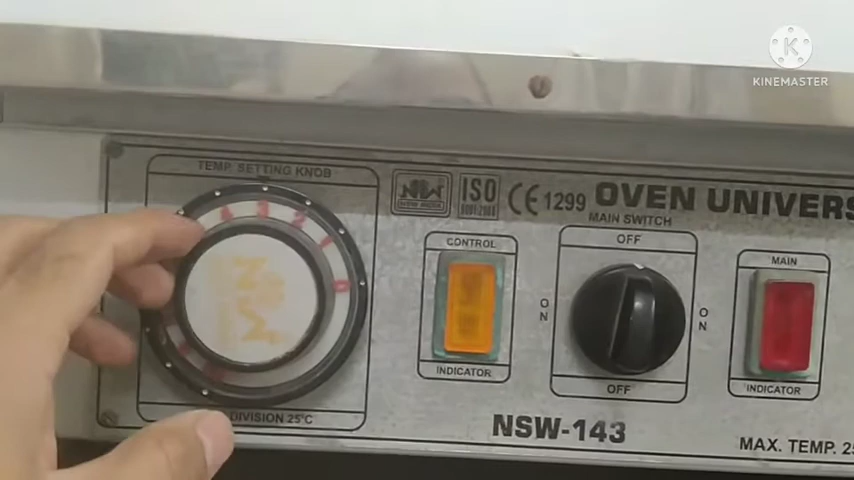 KINEMASTER
TEMP. SETTING KNOB
ISO
CE 1299
OVEN UNIVERS
MAIN SWITCH
OFF
CONTROL
MAIN
ON
ON
INDICATOR
OFF
INDICATOR
DIVISION 25°C
NSW-143
MAX. TEMP. 25